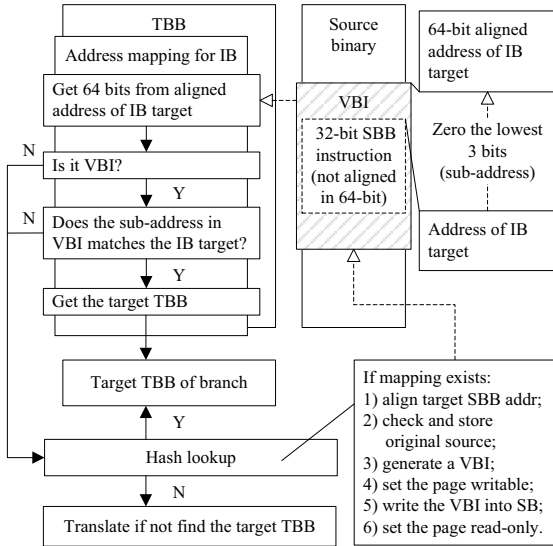 TBB
Address mapping for IB
Get 64 bits from aligned
address of IB target
N
Is it VBI?
Y
N
Does the sub-address in
VBI matches the IB target?
Y
Get the target TBB
Target TBB of branch
Y
Hash lookup
N
Translate if not find the target TBB
Source
binary
VBI
32-bit SBB
instruction
(not aligned
in 64-bit)
64-bit aligned
address of IB
target
Zero the lowest
3 bits
(sub-address)
Address of IB
target
If mapping exists:
1) align target SBB addr;
2) check and store
original source;
3) generate a VBI;
4) set the page writable;
5) write the VBI into SB;
6) set the page read-only.